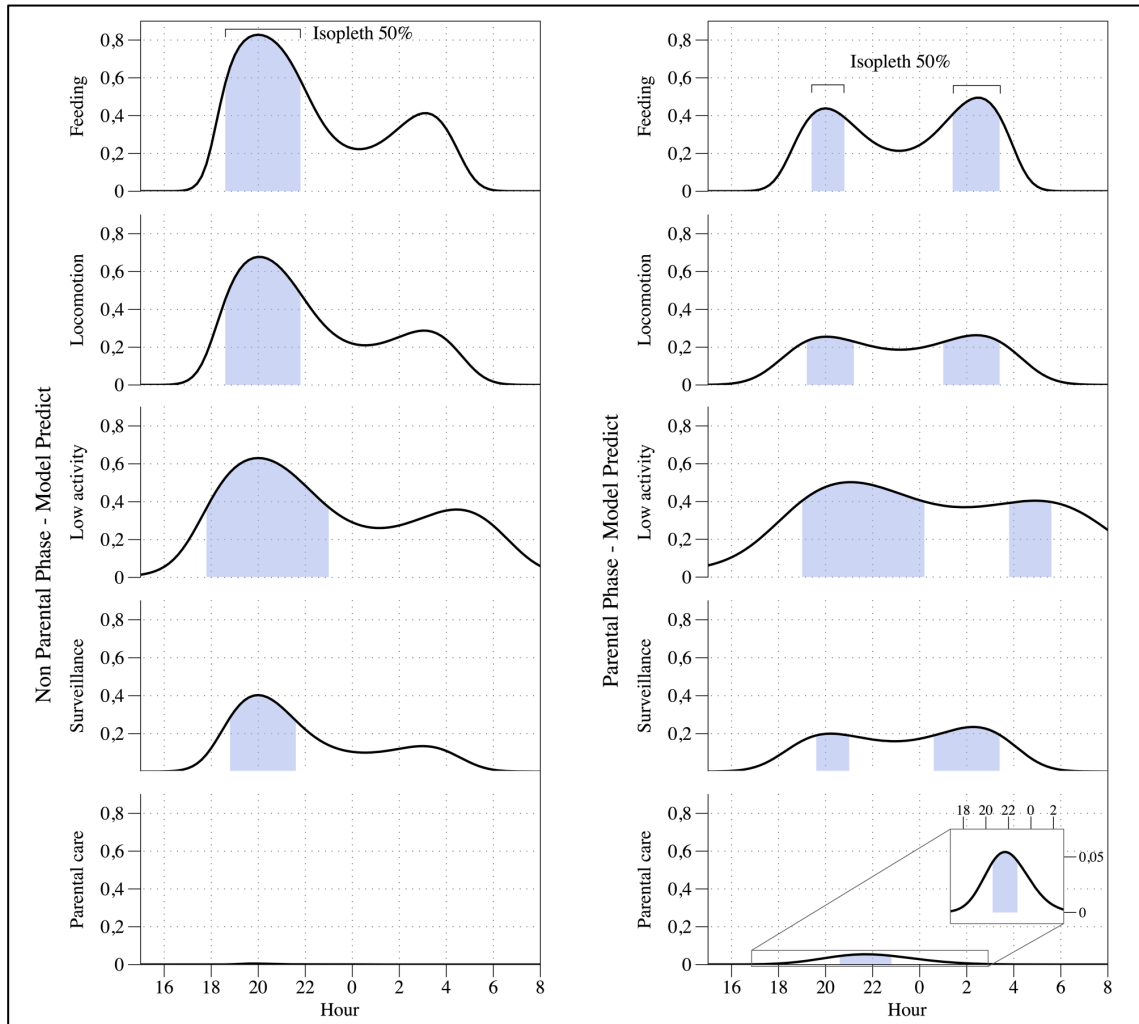 Non Parental Phase - Model Predict
Feeding
0,8
0,6
0,4
0,2
0
Isopleth 50%
Locomotion
0,8
0,6
0,4
0,2
0
Low activity
0,8
0,6
0,4
0,2
0
Surveillance
0,8
0,6
0,4
0,2
Parental care
0,8
0,6
0,4
0,2
0
16 18 20 22 0 2 4 6 8
Hour
Parental Phase - Model Predict
Feeding
0,8
0,6
0,4
0,2
0
Isopleth 50%
Locomotion
0,8
0,6
0,4
0,2
0
Low activity
0,8
0,6
0,4
0,2
0
Surveillance
0,8
0,6
0,4
0,2
Parental care
0,8
0,6
0,4
0,2
0
18 20 22 0 2
0,05
0
16 18 20 22 0 2 4 6 8
Hour